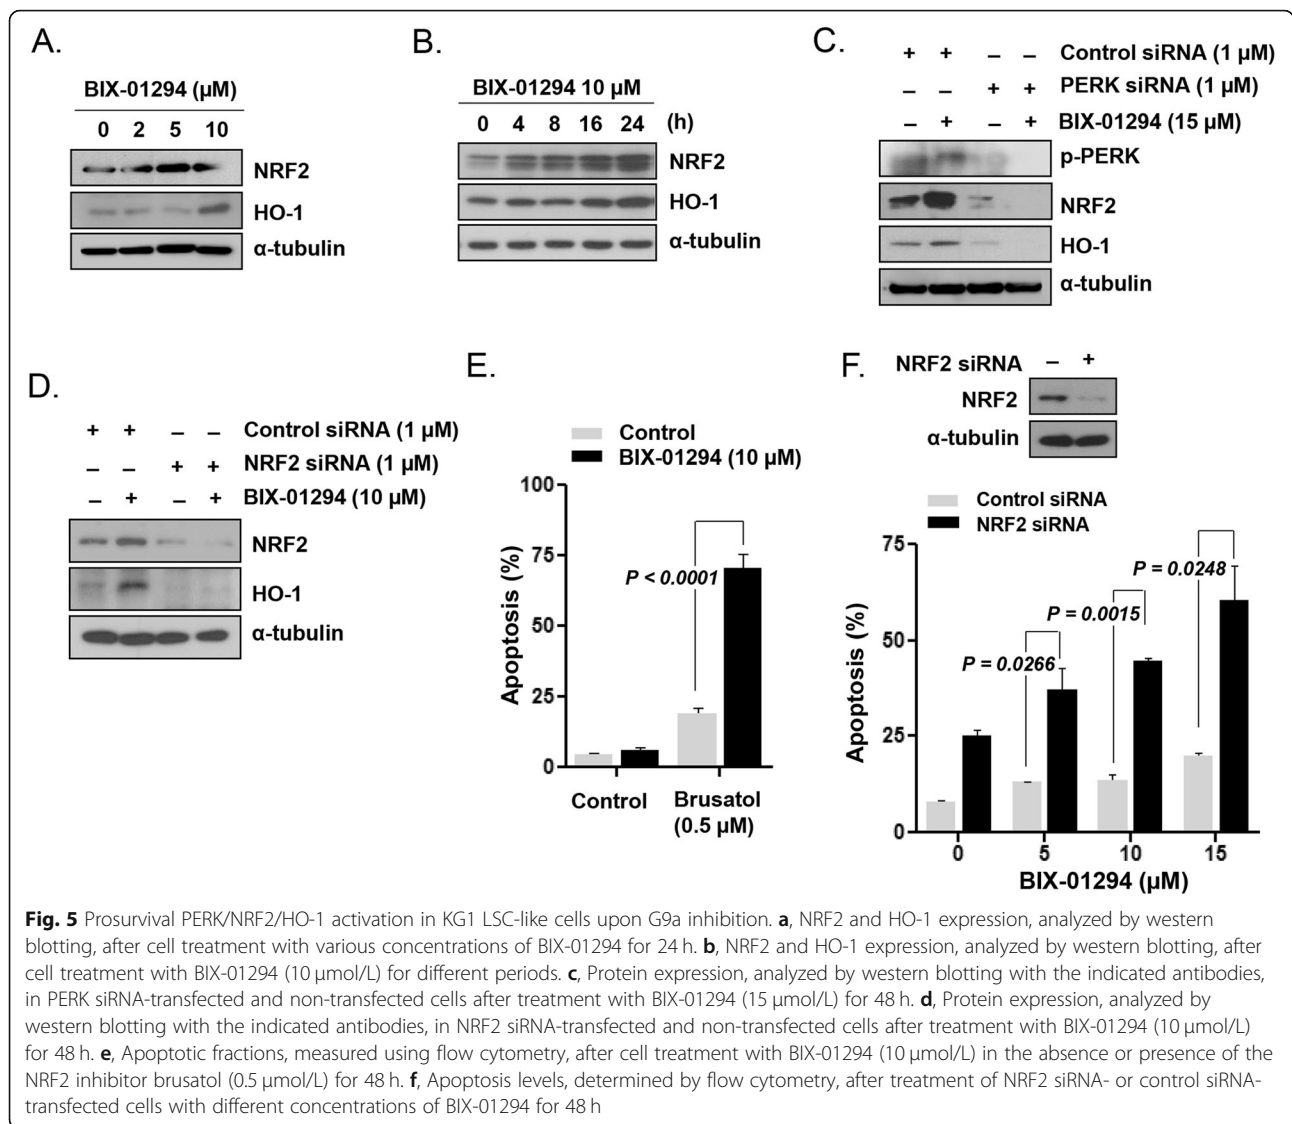 A.
BIX-01294 (μM)
0 2 5 10
NRF2
HO-1
α-tubulin
B.
BIX-01294 10 μM
0 4 8 16 24 (h)
NRF2
HO-1
α-tubulin
C.
+ + – – Control siRNA (1 μM)
– – + + PERK siRNA (1 μM)
– + – + BIX-01294 (15 μM)
p-PERK
NRF2
HO-1
α-tubulin
D.
+ + – – Control siRNA (1 μM)
– – + + NRF2 siRNA (1 μM)
– + – + BIX-01294 (10 μM)
NRF2
HO-1
α-tubulin
E.
Control
BIX-01294 (10 μM)
Apoptosis (%)
100
75
50
25
0
P < 0.0001
Control Brusatol
(0.5 μM)
F.
NRF2 siRNA – +
NRF2
α-tubulin
Control siRNA
NRF2 siRNA
Apoptosis (%)
75
50
25
0
P = 0.0248
P = 0.0015
P = 0.0266
0 5 10 15
BIX-01294 (μM)
Fig. 5 Prosurvival PERK/NRF2/HO-1 activation in KG1 LSC-like cells upon G9a inhibition. a, NRF2 and HO-1 expression, analyzed by western
blotting, after cell treatment with various concentrations of BIX-01294 for 24 h. b, NRF2 and HO-1 expression, analyzed by western blotting, after
cell treatment with BIX-01294 (10 μmol/L) for different periods. c, Protein expression, analyzed by western blotting with the indicated antibodies,
in PERK siRNA-transfected and non-transfected cells after treatment with BIX-01294 (15 μmol/L) for 48 h. d, Protein expression, analyzed by
western blotting with the indicated antibodies, in NRF2 siRNA-transfected and non-transfected cells after treatment with BIX-01294 (10 μmol/L)
for 48 h. e, Apoptotic fractions, measured using flow cytometry, after cell treatment with BIX-01294 (10 μmol/L) in the absence or presence of the
NRF2 inhibitor brusatol (0.5 μmol/L) for 48 h. f, Apoptosis levels, determined by flow cytometry, after treatment of NRF2 siRNA- or control siRNA-
transfected cells with different concentrations of BIX-01294 for 48 h